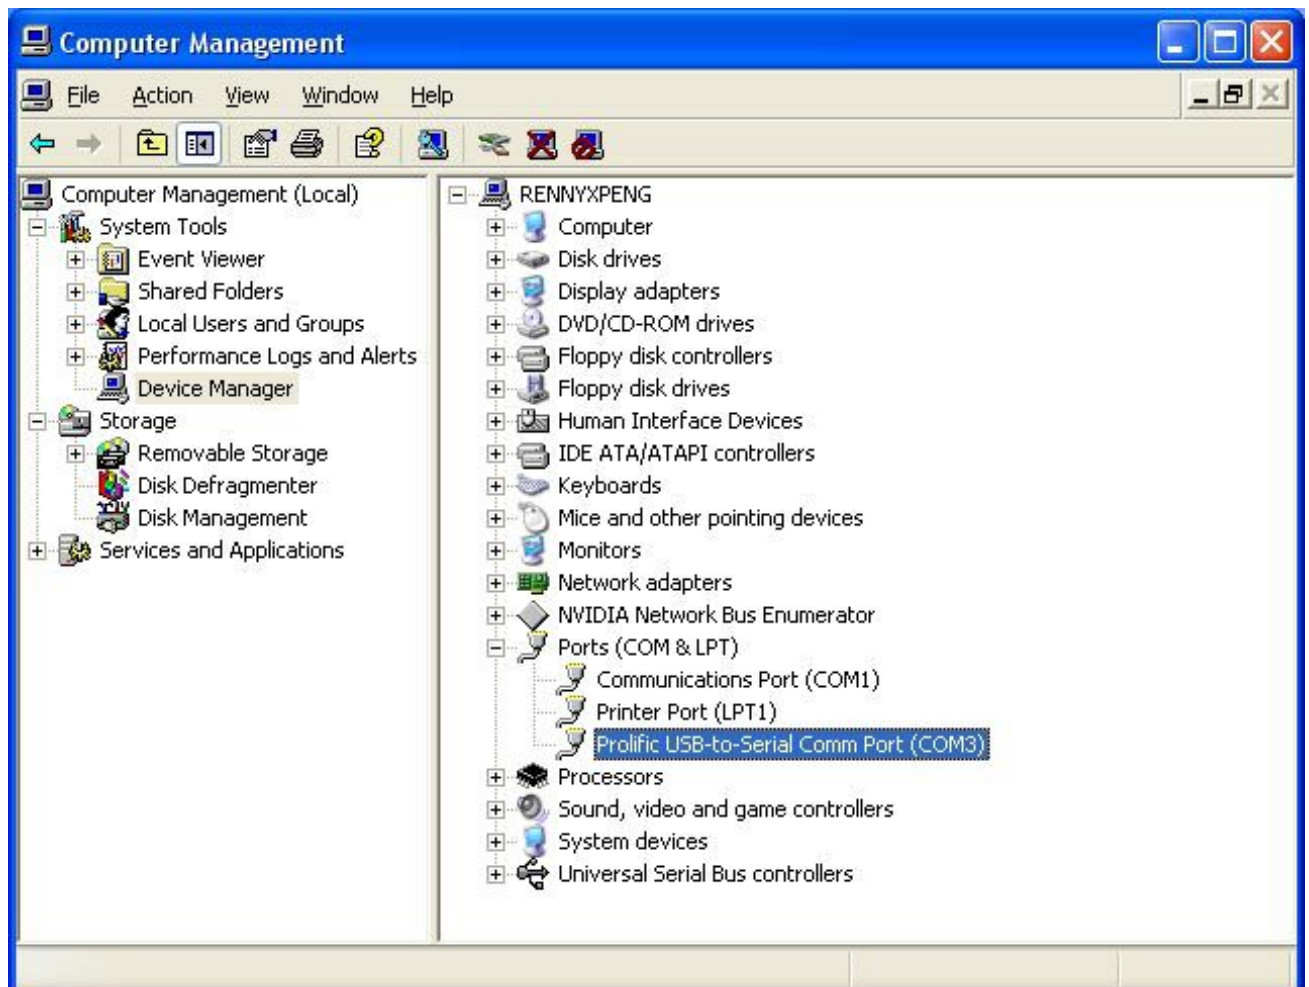 Computer Management
File Action View Window Help
Computer Management (Local)
System Tools
Event Viewer
Shared Folders
Local Users and Groups
Performance Logs and Alerts
Device Manager
Storage
Removable Storage
Disk Defragmenter
Disk Management
Services and Applications
RENNYXPENG
Computer
Disk drives
Display adapters
DVD/CD-ROM drives
Floppy disk controllers
Floppy disk drives
Human Interface Devices
IDE ATA/ATAPI controllers
Keyboards
Mice and other pointing devices
Monitors
Network adapters
NVIDIA Network Bus Enumerator
Ports (COM & LPT)
Communications Port (COM1)
Printer Port (LPT1)
Prolific USB-to-Serial Comm Port (COM3)
Processors
Sound, video and game controllers
System devices
Universal Serial Bus controllers